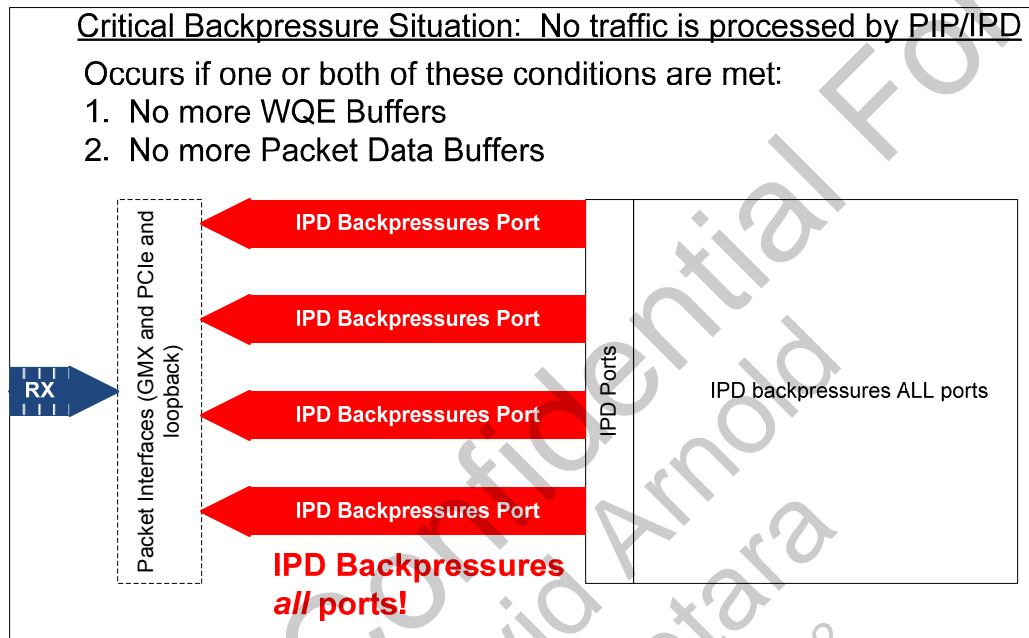 Critical Backpressure Situation: No traffic is processed by PIP/IPD
Occurs if one or both of these conditions are met:
1. No more WQE Buffers
2. No more Packet Data Buffers
IPD Backpressures Port
IPD Backpressures Port
IPD Backpressures Port
IPD Backpressures Port
RX
Packet Interfaces (GMX and PCIe and
loopback)
IPD Ports
IPD backpressures ALL ports
IPD Backpressures
all ports!
Confidential For
Arnold